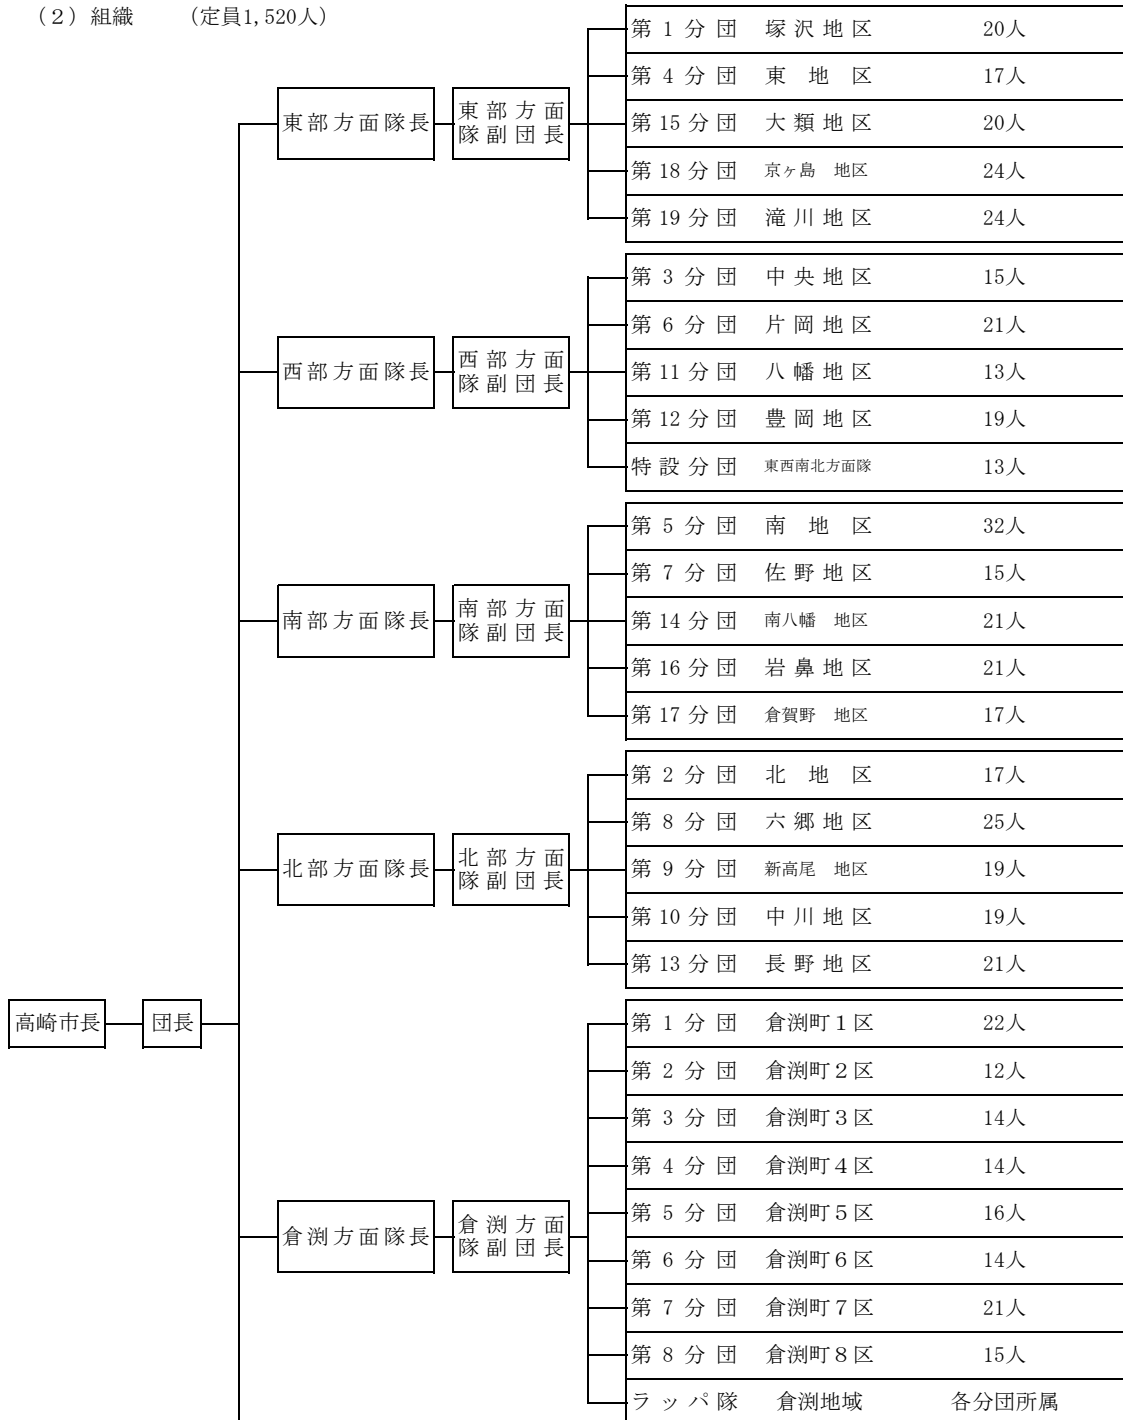 （２）組織　　（定員1,520人）
第 1 分 団　塚 沢 地 区　20人
第 4 分 団　東　地　区　17人
東部方面隊長
東 部 方 面
隊 副 団 長
第 15 分 団　大 類 地 区　20人
第 18 分 団　京ヶ島　地区　24人
第 19 分 団　滝 川 地 区　24人
第 3 分 団　中 央 地 区　15人
第 6 分 団　片 岡 地 区　21人
西部方面隊長
西 部 方 面
隊 副 団 長
第 11 分 団　八 幡 地 区　13人
第 12 分 団　豊 岡 地 区　19人
特 設 分 団　東西南北方面隊　13人
第 5 分 団　南　地　区　32人
第 7 分 団　佐 野 地 区　15人
南部方面隊長
南 部 方 面
隊 副 団 長
第 14 分 団　南八幡　地区　21人
第 16 分 団　岩 鼻 地 区　21人
第 17 分 団　倉賀野　地区　17人
第 2 分 団　北　地　区　17人
第 8 分 団　六 郷 地 区　25人
北部方面隊長
北 部 方 面
隊 副 団 長
第 9 分 団　新高尾　地区　19人
第 10 分 団　中 川 地 区　19人
第 13 分 団　長 野 地 区　21人
高崎市長
団長
第 1 分 団　倉渕町１区　22人
第 2 分 団　倉渕町２区　12人
第 3 分 団　倉渕町３区　14人
第 4 分 団　倉渕町４区　14人
第 5 分 団　倉渕町５区　16人
倉渕方面隊長
倉 渕 方 面
隊 副 団 長
第 6 分 団　倉渕町６区　14人
第 7 分 団　倉渕町７区　21人
第 8 分 団　倉渕町８区　15人
ラ ッ パ 隊　倉渕地域　各分団所属